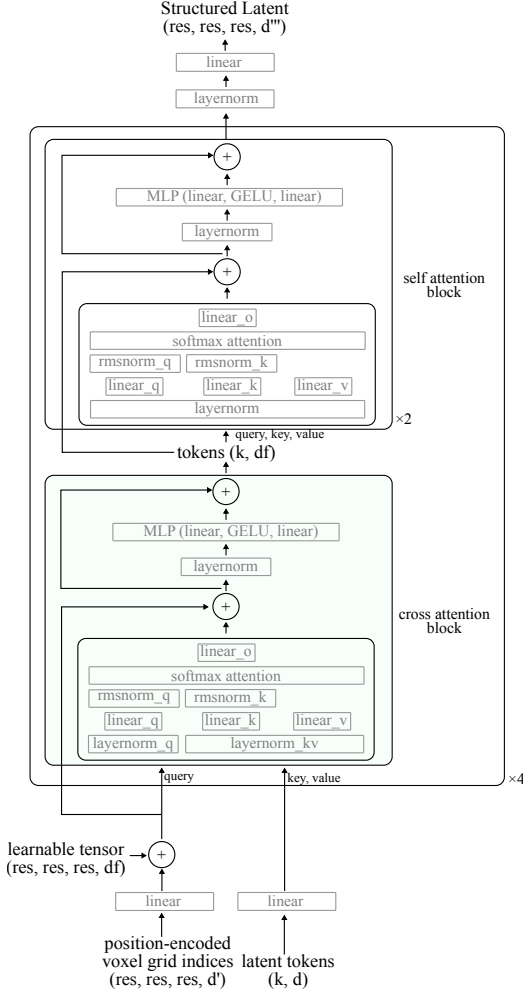 Structured Latent
(res, res, res, d''')
linear
layernorm
+
MLP (linear, GELU, linear)
layernorm
+
self attention
block
linear_o
softmax attention
rmsnorm_q rmsnorm_k
linear_q linear_k linear_v
layernorm
×2
query, key, value
tokens (k, df)
+
MLP (linear, GELU, linear)
layernorm
+
cross attention
block
linear_o
softmax attention
rmsnorm_q rmsnorm_k
linear_q linear_k linear_v
layernorm_q layernorm_kv
query key, value
×4
learnable tensor
(res, res, res, df)
+
linear linear
position-encoded
voxel grid indices
(res, res, res, d')
latent tokens
(k, d)